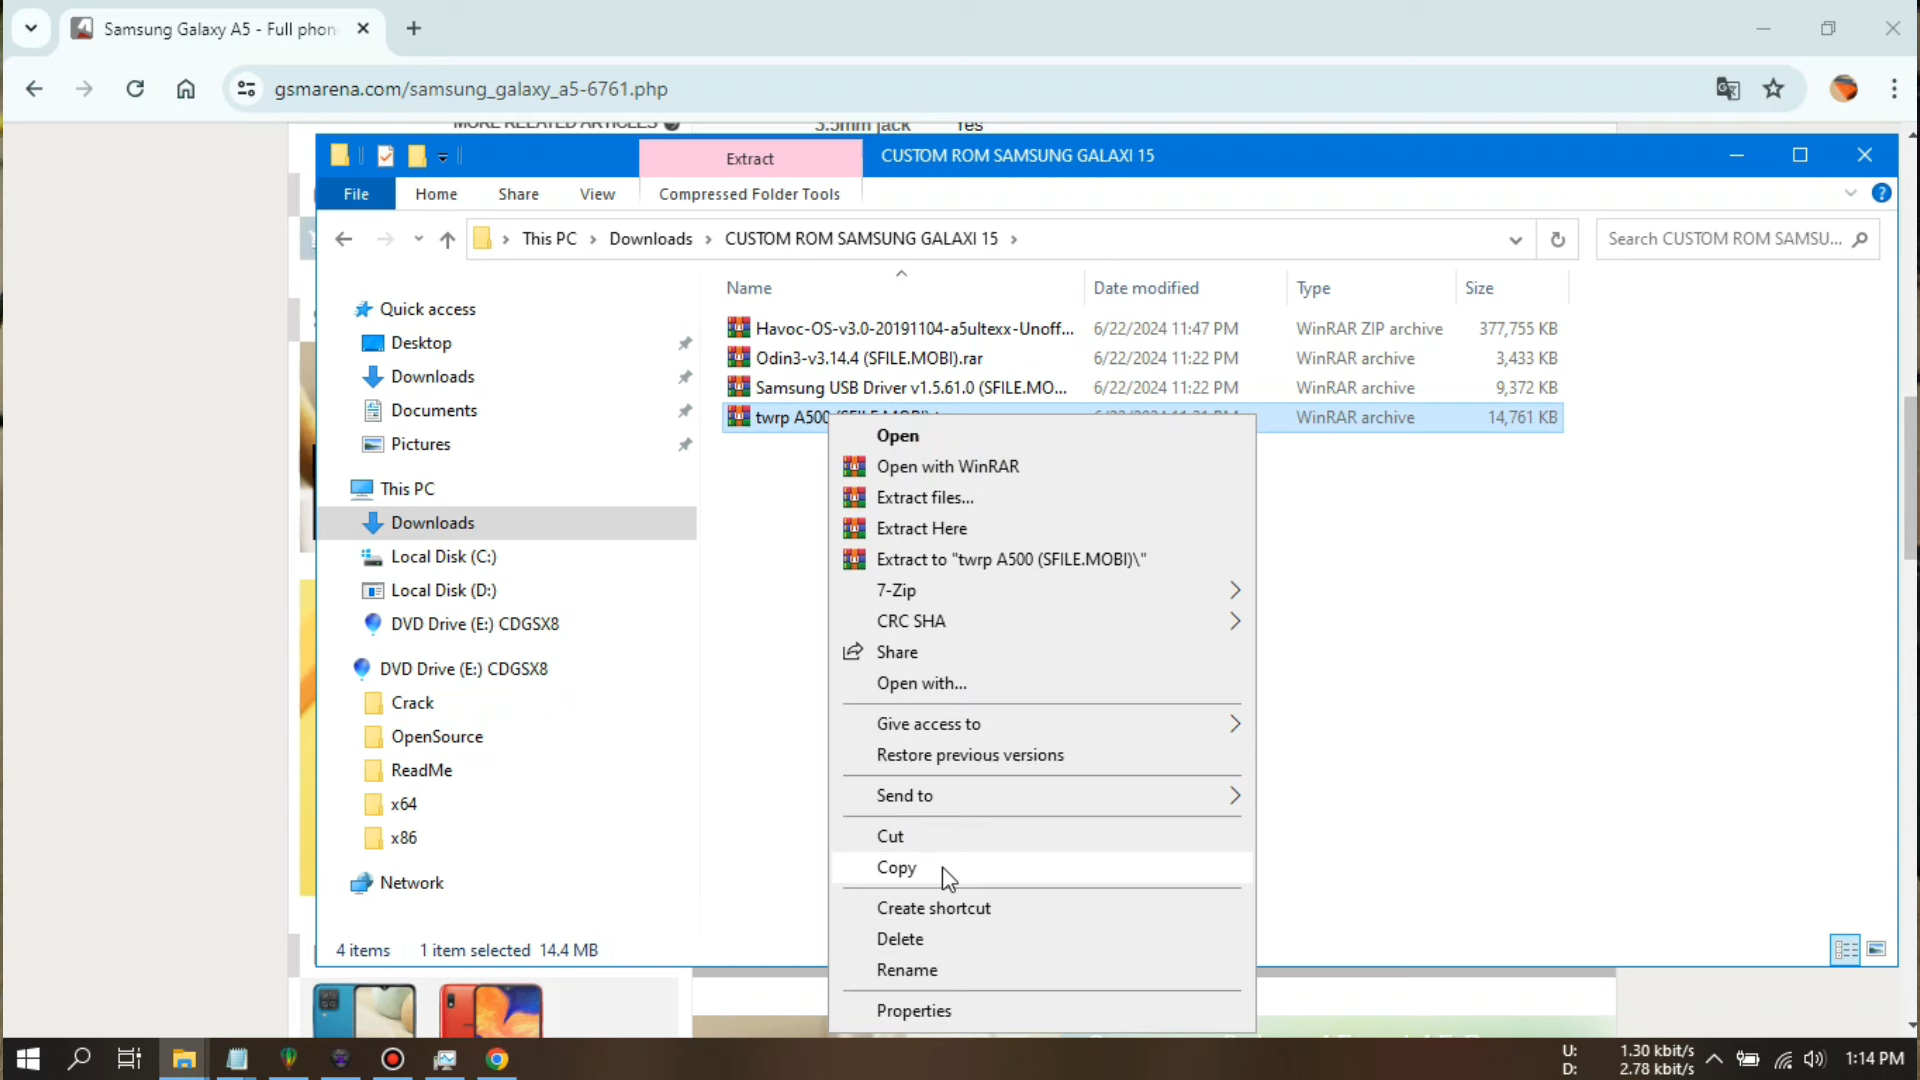 Samsung Galaxy A5 - Full phon
gsmarena.com/samsung_galaxy_a5-6761.php
MORE RELATED ARTICLES
3.5mm jack Yes
Extract
CUSTOM ROM SAMSUNG GALAXI 15
File Home Share View Compressed Folder Tools
This PC Downloads CUSTOM ROM SAMSUNG GALAXI 15
Search CUSTOM ROM SAMSU...
Name Date modified Type Size
Havoc-OS-v3.0-20191104-a5ultexx-Unoff... 6/22/2024 11:47 PM WinRAR ZIP archive 377,755 KB
Odin3-v3.14.4 (SFILE.MOBI).rar 6/22/2024 11:22 PM WinRAR archive 3,433 KB
Samsung USB Driver v1.5.61.0 (SFILE.MO... 6/22/2024 11:22 PM WinRAR archive 9,372 KB
twrp A500 (SFILE.MOBI) WinRAR archive 14,761 KB
Quick access
Desktop
Downloads
Documents
Pictures
This PC
Downloads
Local Disk (C:)
Local Disk (D:)
DVD Drive (E:) CDGSX8
DVD Drive (E:) CDGSX8
Crack
OpenSource
ReadMe
x64
x86
Network
Open
Open with WinRAR
Extract files...
Extract Here
Extract to "twrp A500 (SFILE.MOBI)\"
7-Zip
CRC SHA
Share
Open with...
Give access to
Restore previous versions
Send to
Cut
Copy
Create shortcut
Delete
Rename
Properties
4 items 1 item selected 14.4 MB
U: 1.30 kbit/s
D: 2.78 kbit/s
1:14 PM